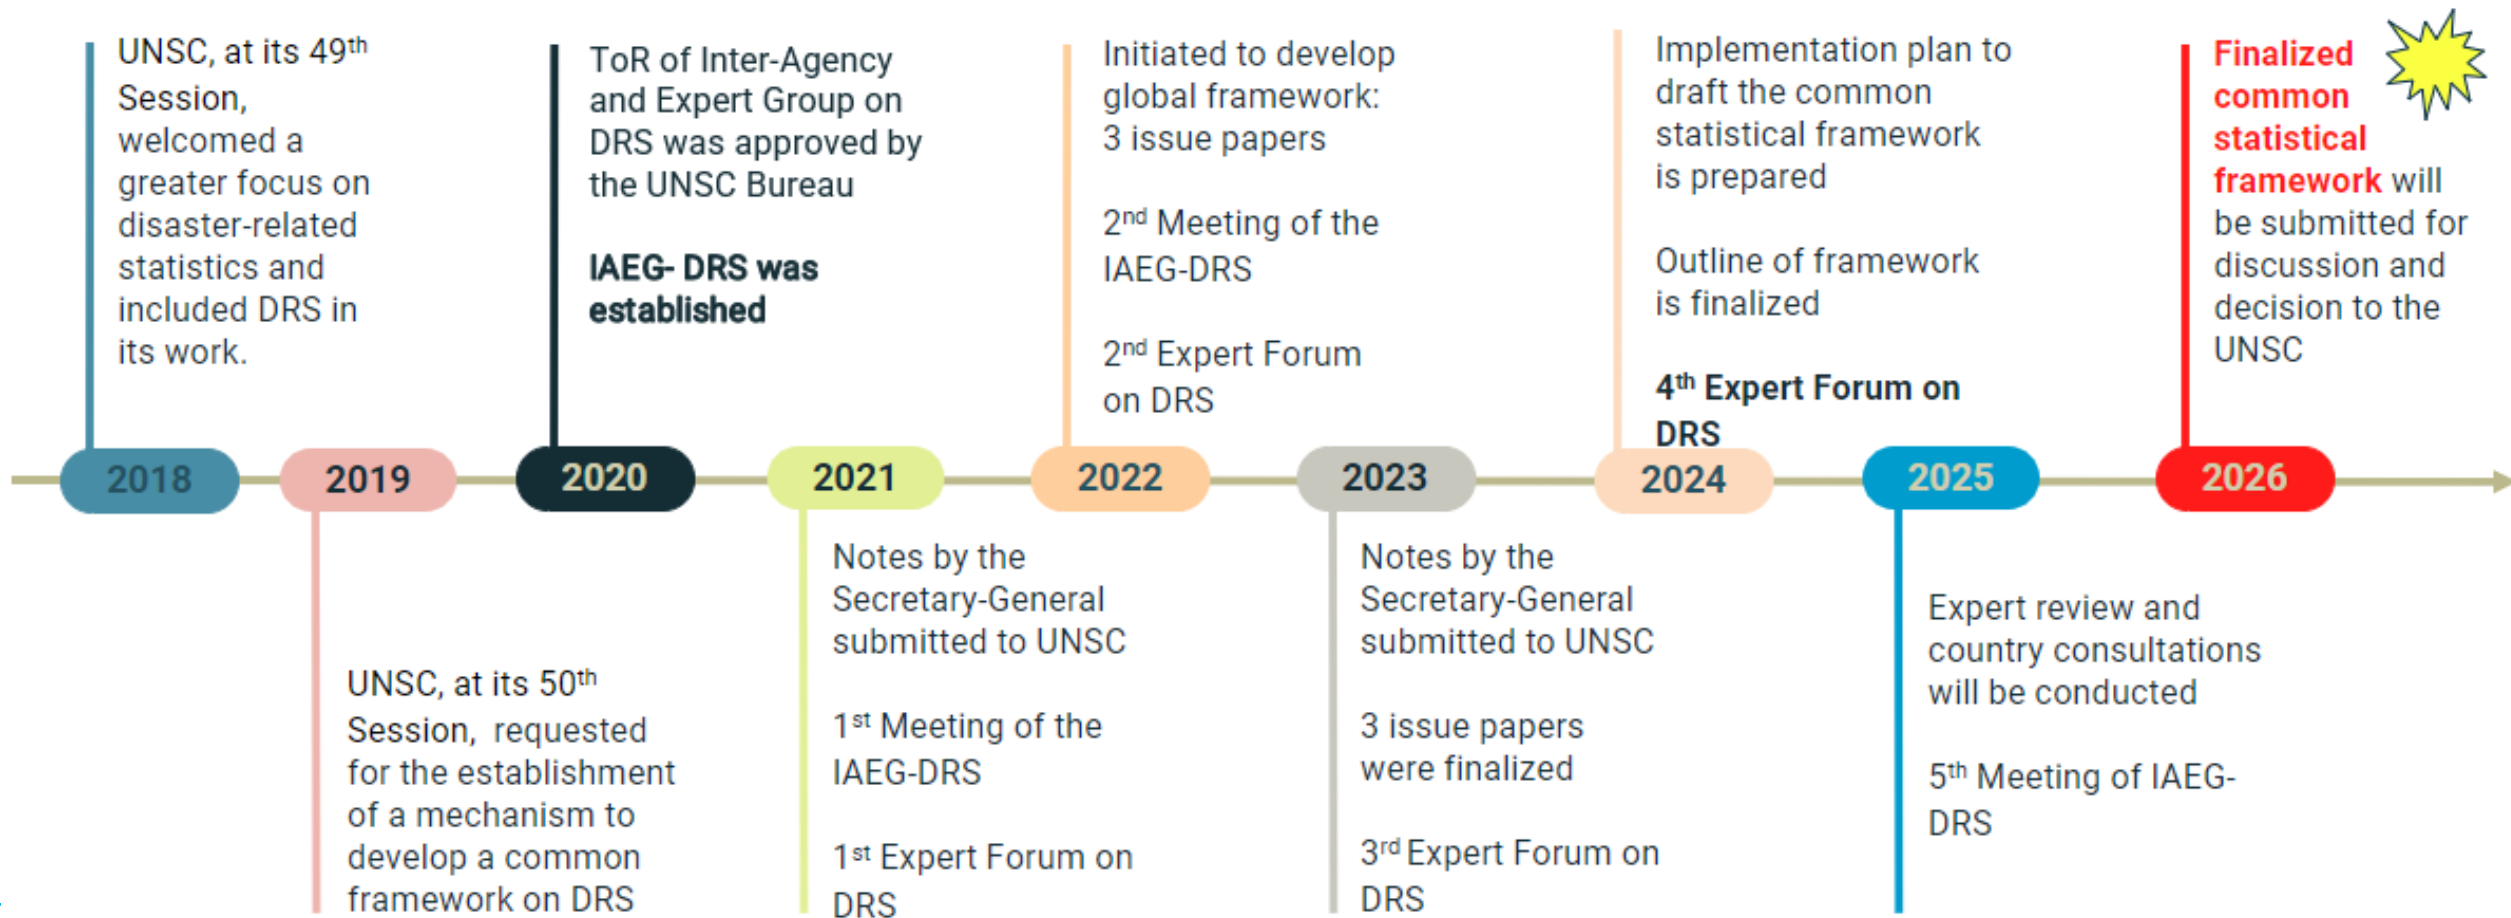 UNSC, at its 49th
Session,
welcomed a
greater focus on
disaster-related
statistics and
included DRS in
its work.
ToR of Inter-Agency
and Expert Group on
DRS was approved by
the UNSC Bureau
IAEG- DRS was
established
Initiated to develop
global framework:
3 issue papers
2nd Meeting of the
IAEG-DRS
2nd Expert Forum
on DRS
Implementation plan to
draft the common
statistical framework
is prepared
Outline of framework
is finalized
4th Expert Forum on
DRS
Finalized
common
statistical
framework will
be submitted for
discussion and
decision to the
UNSC
2018
2019
2020
2021
2022
2023
2024
2025
2026
UNSC, at its 50th
Session, requested
for the establishment
of a mechanism to
develop a common
framework on DRS
Notes by the
Secretary-General
submitted to UNSC
1st Meeting of the
IAEG-DRS
1st Expert Forum on
DRS
Notes by the
Secretary-General
submitted to UNSC
3 issue papers
were finalized
3rd Expert Forum on
DRS
Expert review and
country consultations
will be conducted
5th Meeting of IAEG-
DRS